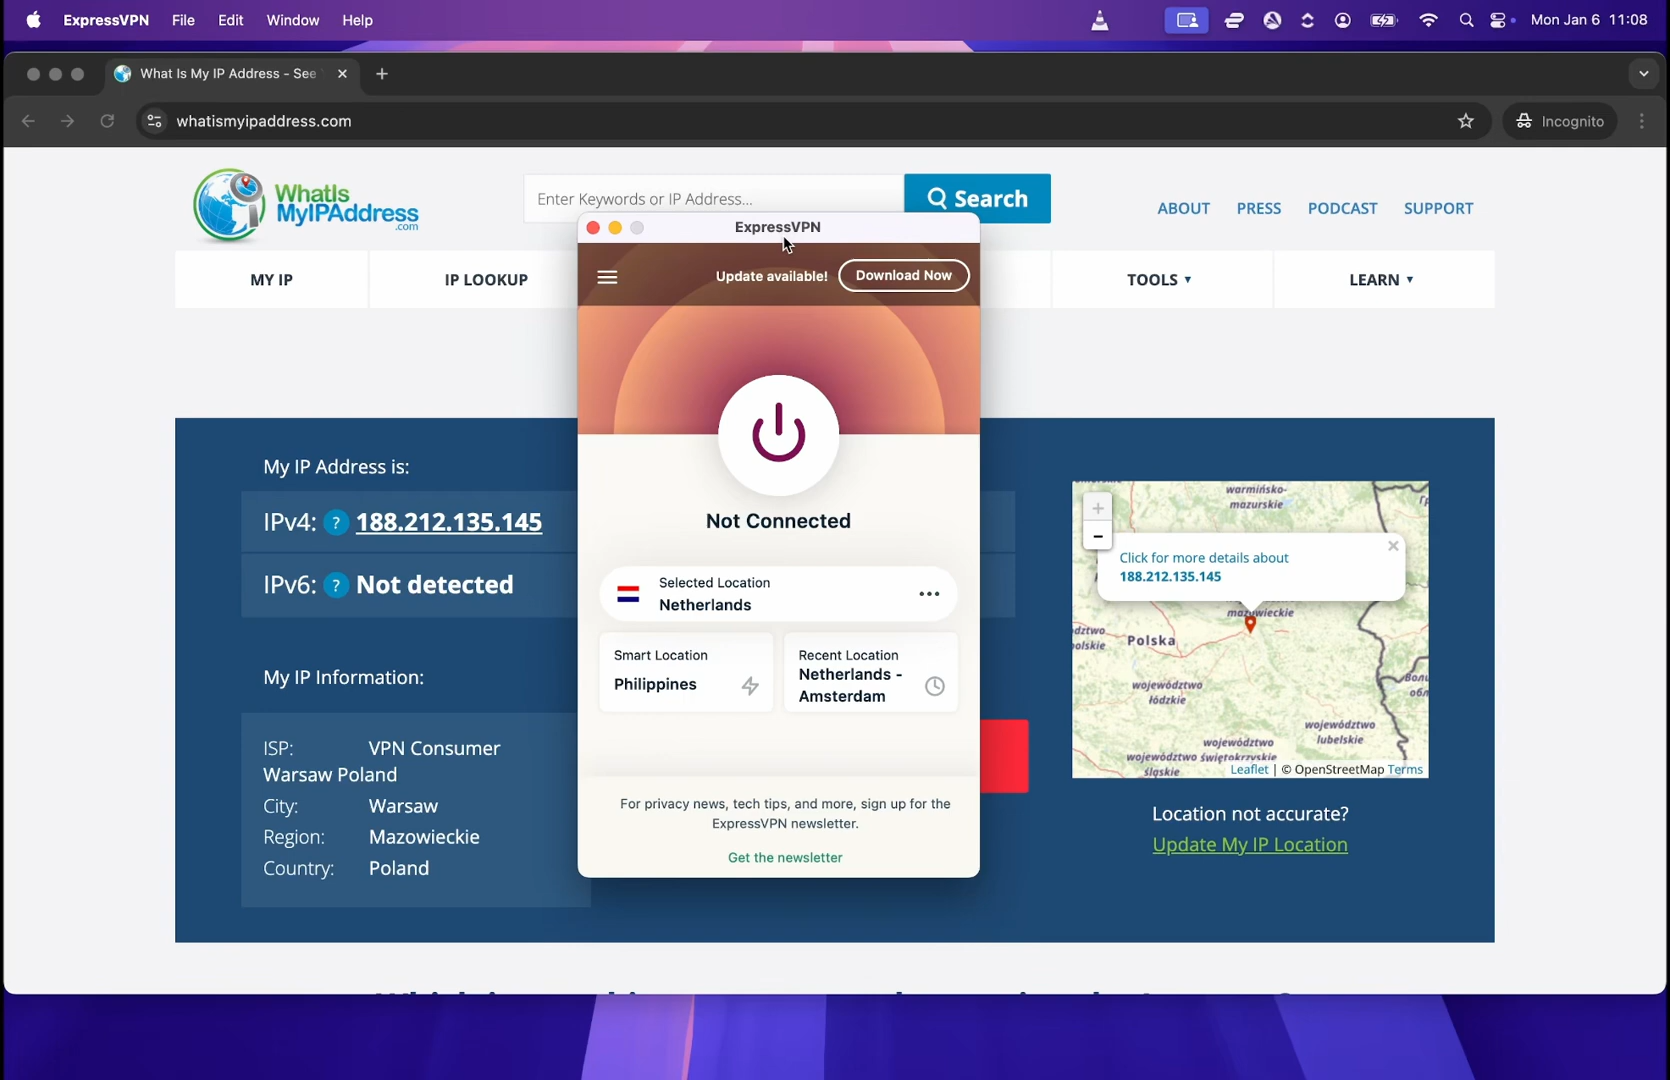 ExpressVPN File Edit Window Help
Mon Jan 6 11:08
What Is My IP Address - See
whatismyipaddress.com
Incognito
WhatIs
MyIPAddress
.com
Enter Keywords or IP Address...
Search
ABOUT PRESS PODCAST SUPPORT
MY IP
IP LOOKUP
TOOLS
LEARN
ExpressVPN
Update available! Download Now
Not Connected
Selected Location
Netherlands
Smart Location
Philippines
Recent Location
Netherlands -
Amsterdam
For privacy news, tech tips, and more, sign up for the
ExpressVPN newsletter.
Get the newsletter
My IP Address is:
IPv4: ? 188.212.135.145
IPv6: ? Not detected
My IP Information:
ISP: VPN Consumer
Warsaw Poland
City: Warsaw
Region: Mazowieckie
Country: Poland
warmińsko-
mazurskie
+
-
Click for more details about
188.212.135.145
×
mazowieckie
dztwo
polskie
Polska
województwo
łódzkie
województwo
lubelskie
województwo
świętokrzyskie
województwo
śląskie
Leaflet | © OpenStreetMap Terms
Location not accurate?
Update My IP Location